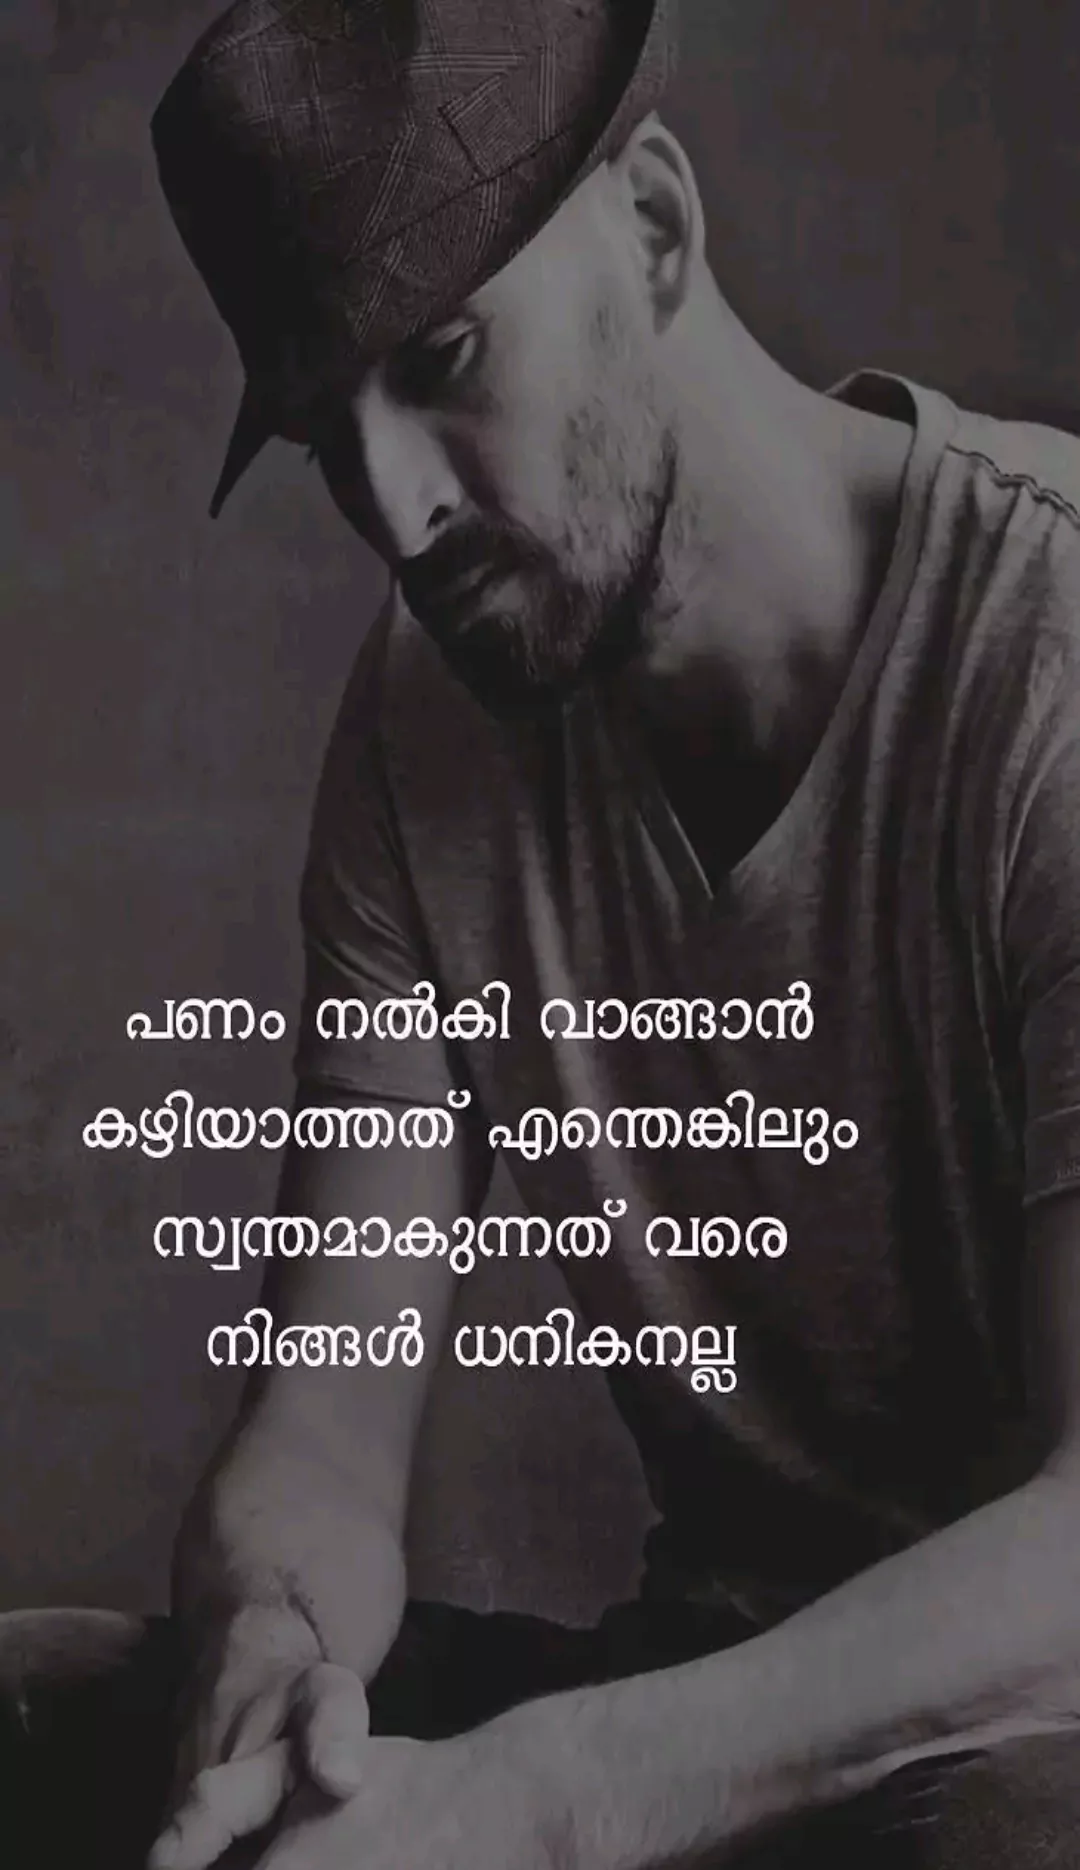 പണം നൽകി വാങ്ങാൻ
കഴിയാത്തത് എന്തെങ്കിലും
സ്വന്തമാകുന്നത് വരെ
നിങ്ങൾ ധനികനല്ല